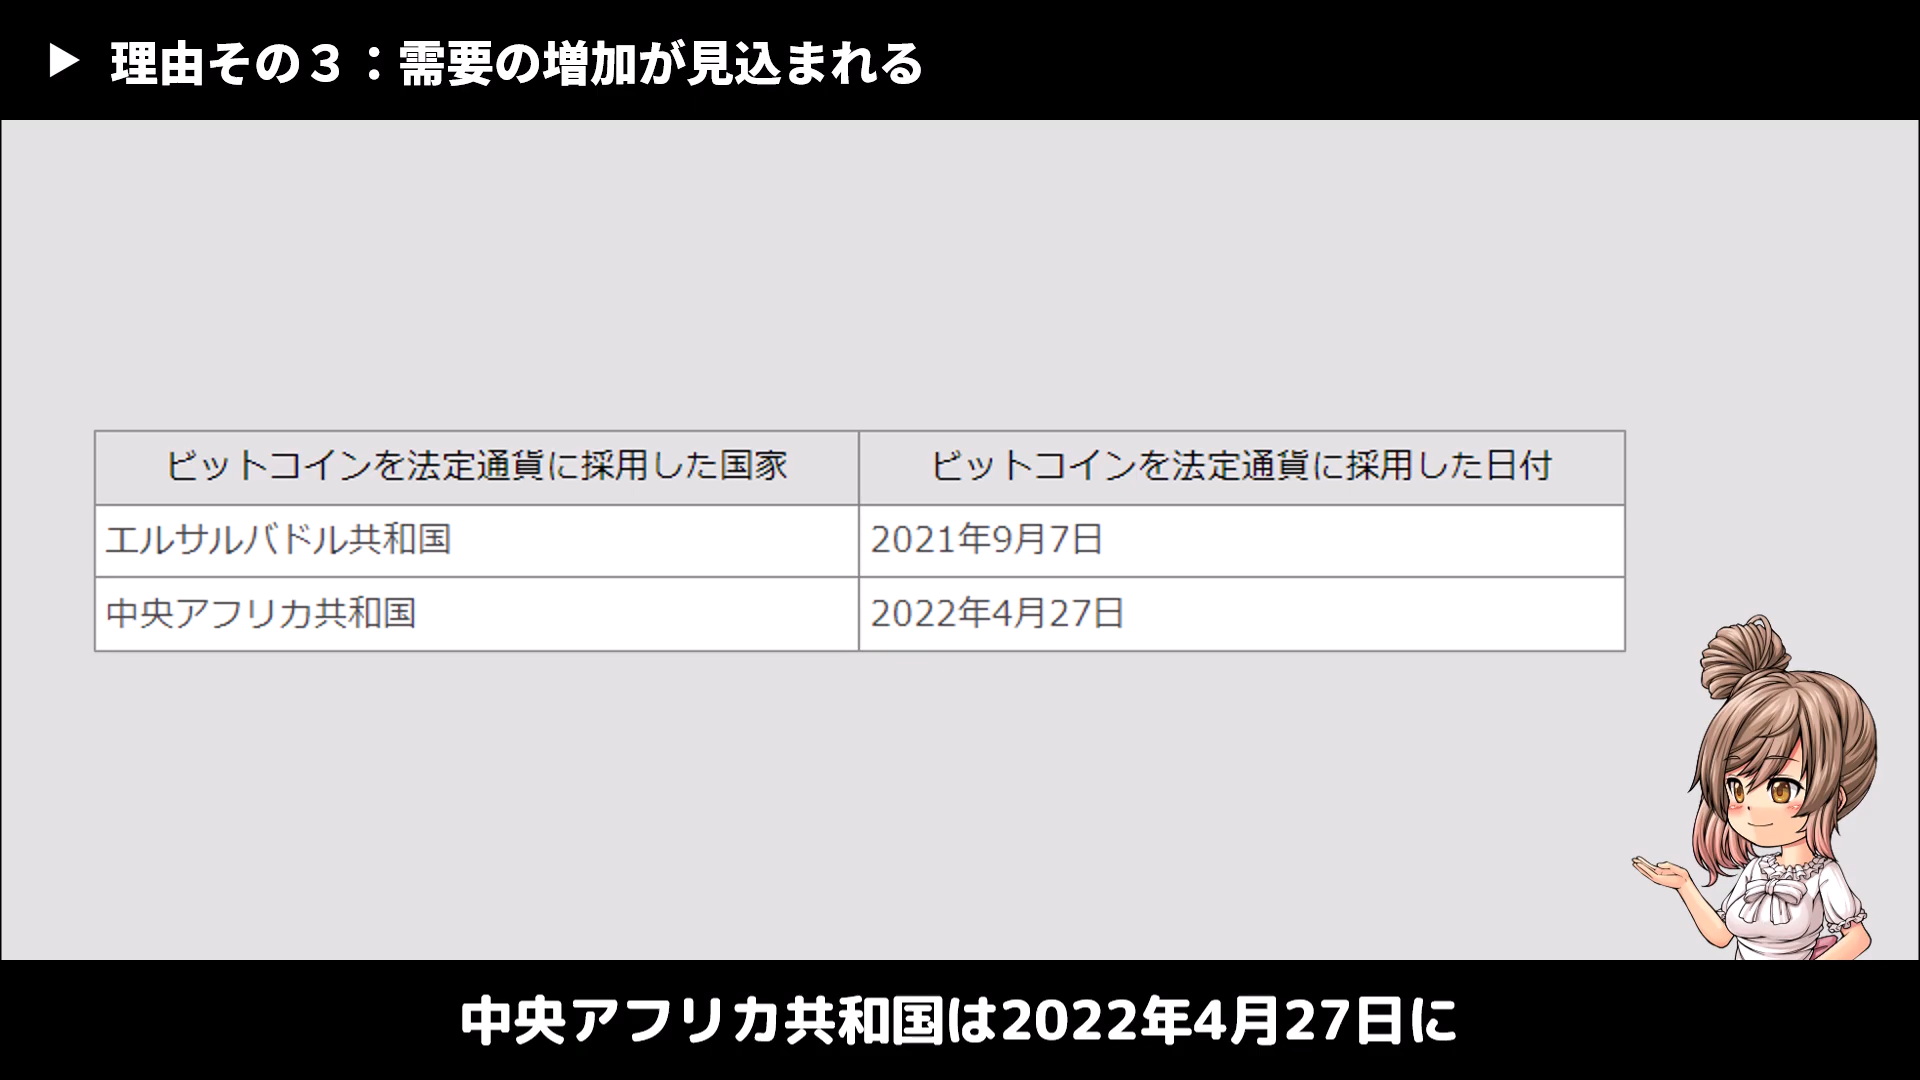 ▶ 理由その３：需要の増加が見込まれる
ビットコインを法定通貨に採用した国家 ビットコインを法定通貨に採用した日付
エルサルバドル共和国 2021年9月7日
中央アフリカ共和国 2022年4月27日
中央アフリカ共和国は2022年4月27日に